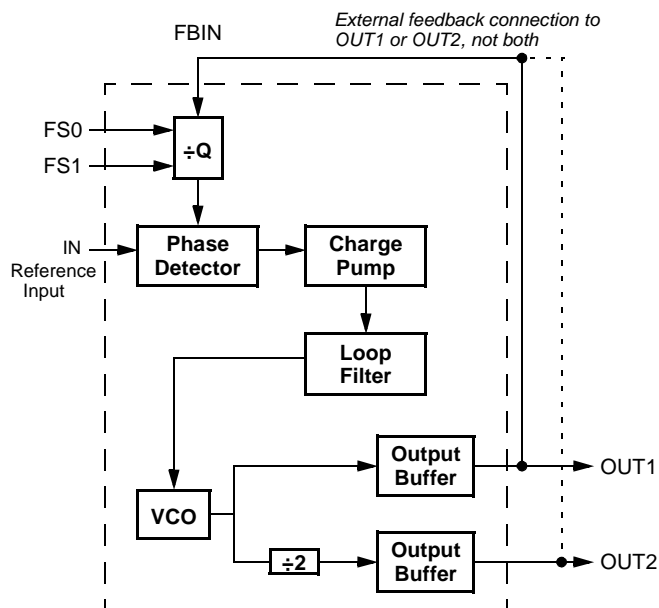 External feedback connection to
OUT1 or OUT2, not both
FBIN
FS0
FS1
÷Q
IN
Reference
Input
Phase
Detector
Charge
Pump
Loop
Filter
VCO
÷2
Output
Buffer
OUT1
Output
Buffer
OUT2